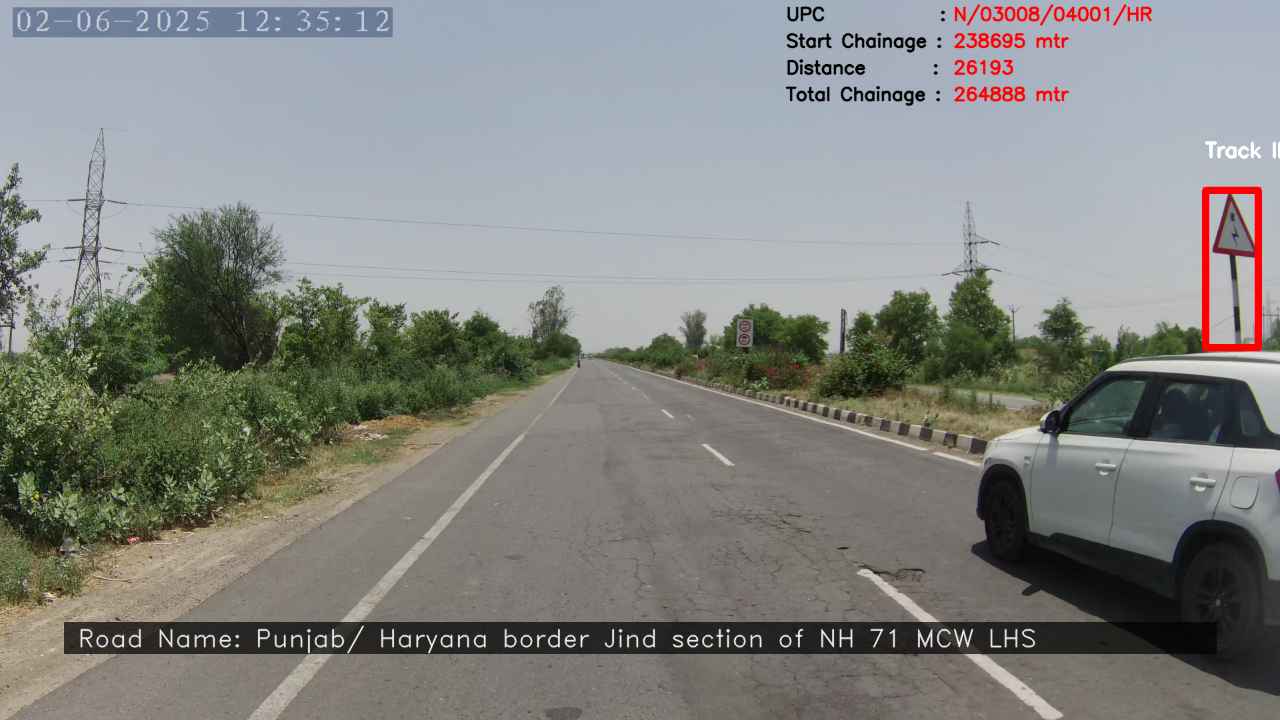 02-06-2025 12:35:12
UPC : N/03008/04001/HR
Start Chainage : 238695 mtr
Distance : 26193
Total Chainage : 264888 mtr
Track
Road Name: Punjab/ Haryana border Jind section of NH 71 MCW LHS